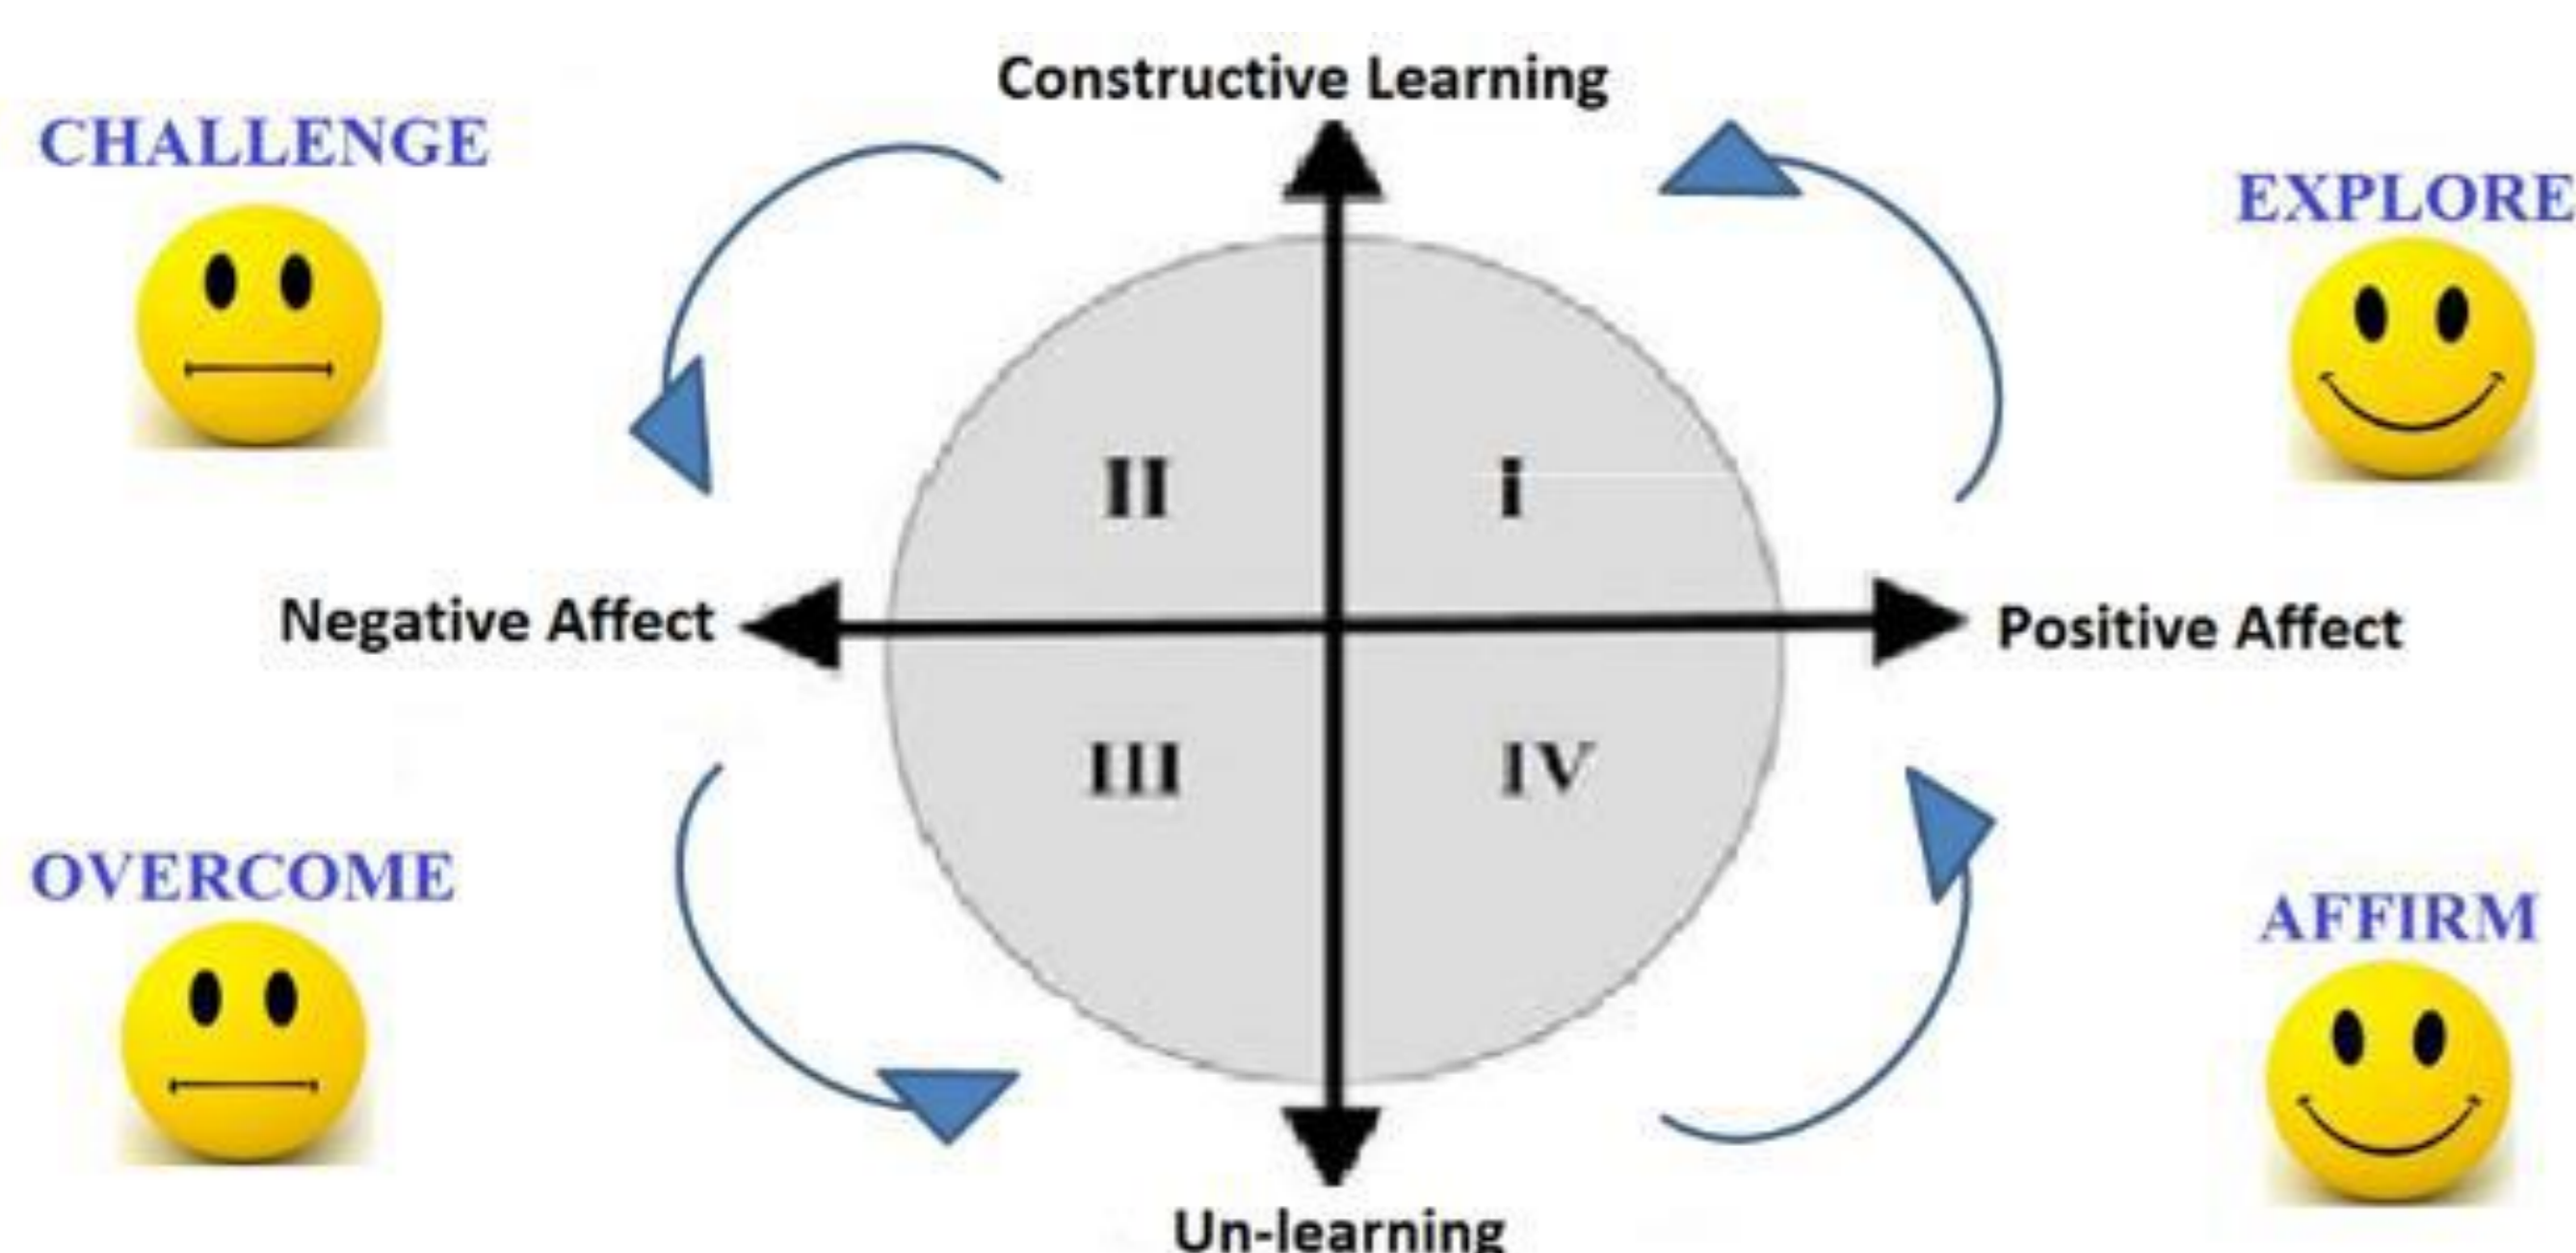 Constructive Learning
CHALLENGE
EXPLORE
II
i
Negative Affect
Positive Affect
III
IV
OVERCOME
AFFIRM
Un-learning